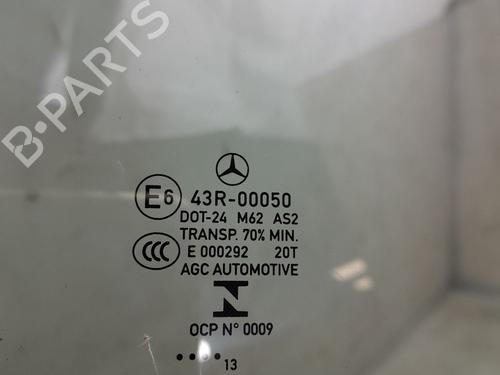 B-PARTS
E6 43R-00050
DOT-24 M62 AS2
TRANSP. 70% MIN.
CCC E 000292 20T
AGC AUTOMOTIVE
N
OCP N° 0009
•••• 13